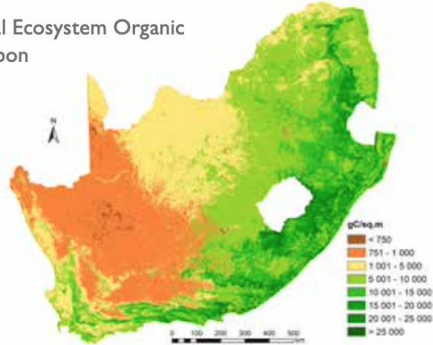 l Ecosystem Organic
bon
N
gC/sq.m
< 750
751 - 1 000
1 001 - 5 000
5 001 - 10 000
10 001 - 15 000
15 001 - 20 000
20 001 - 25 000
> 25 000
0 100 200 300 400 500